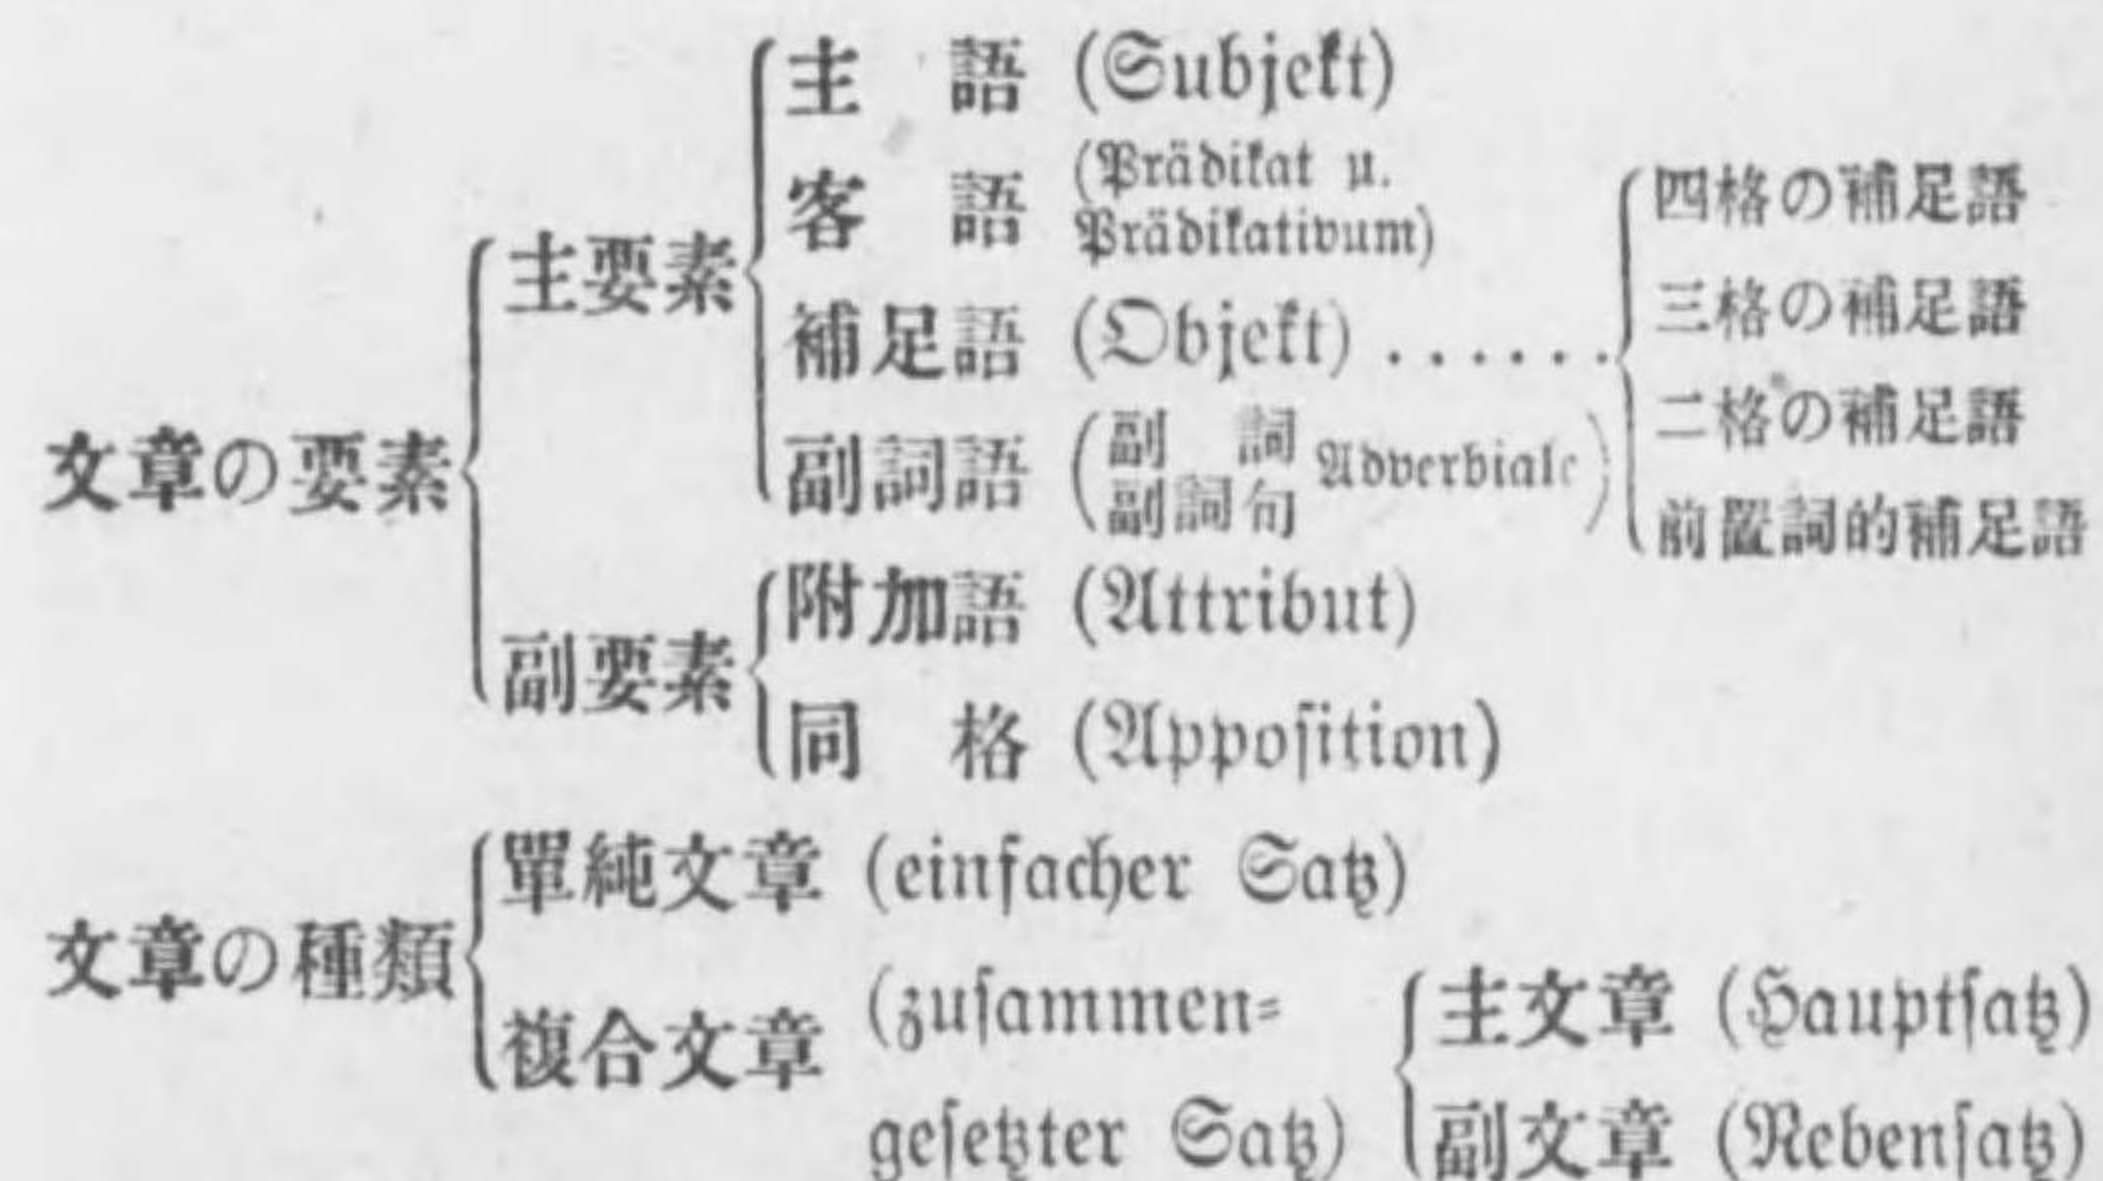 文章の要素
主要素
主語 (Subjekt)
客語 (Prädikat u.
Prädikativum)
補足語 (Objekt) ......
四格の補足語
三格の補足語
二格の補足語
前置詞的補足語
副詞語 (副詞 副詞句 Adverbiale)
副要素
附加語 (Attribut)
同格 (Appoſition)
文章の種類
單純文章 (einfacher Satz)
複合文章 (zuſammen⸗
geſetzter Satz)
主文章 (Hauptſatz)
副文章 (Nebenſatz)